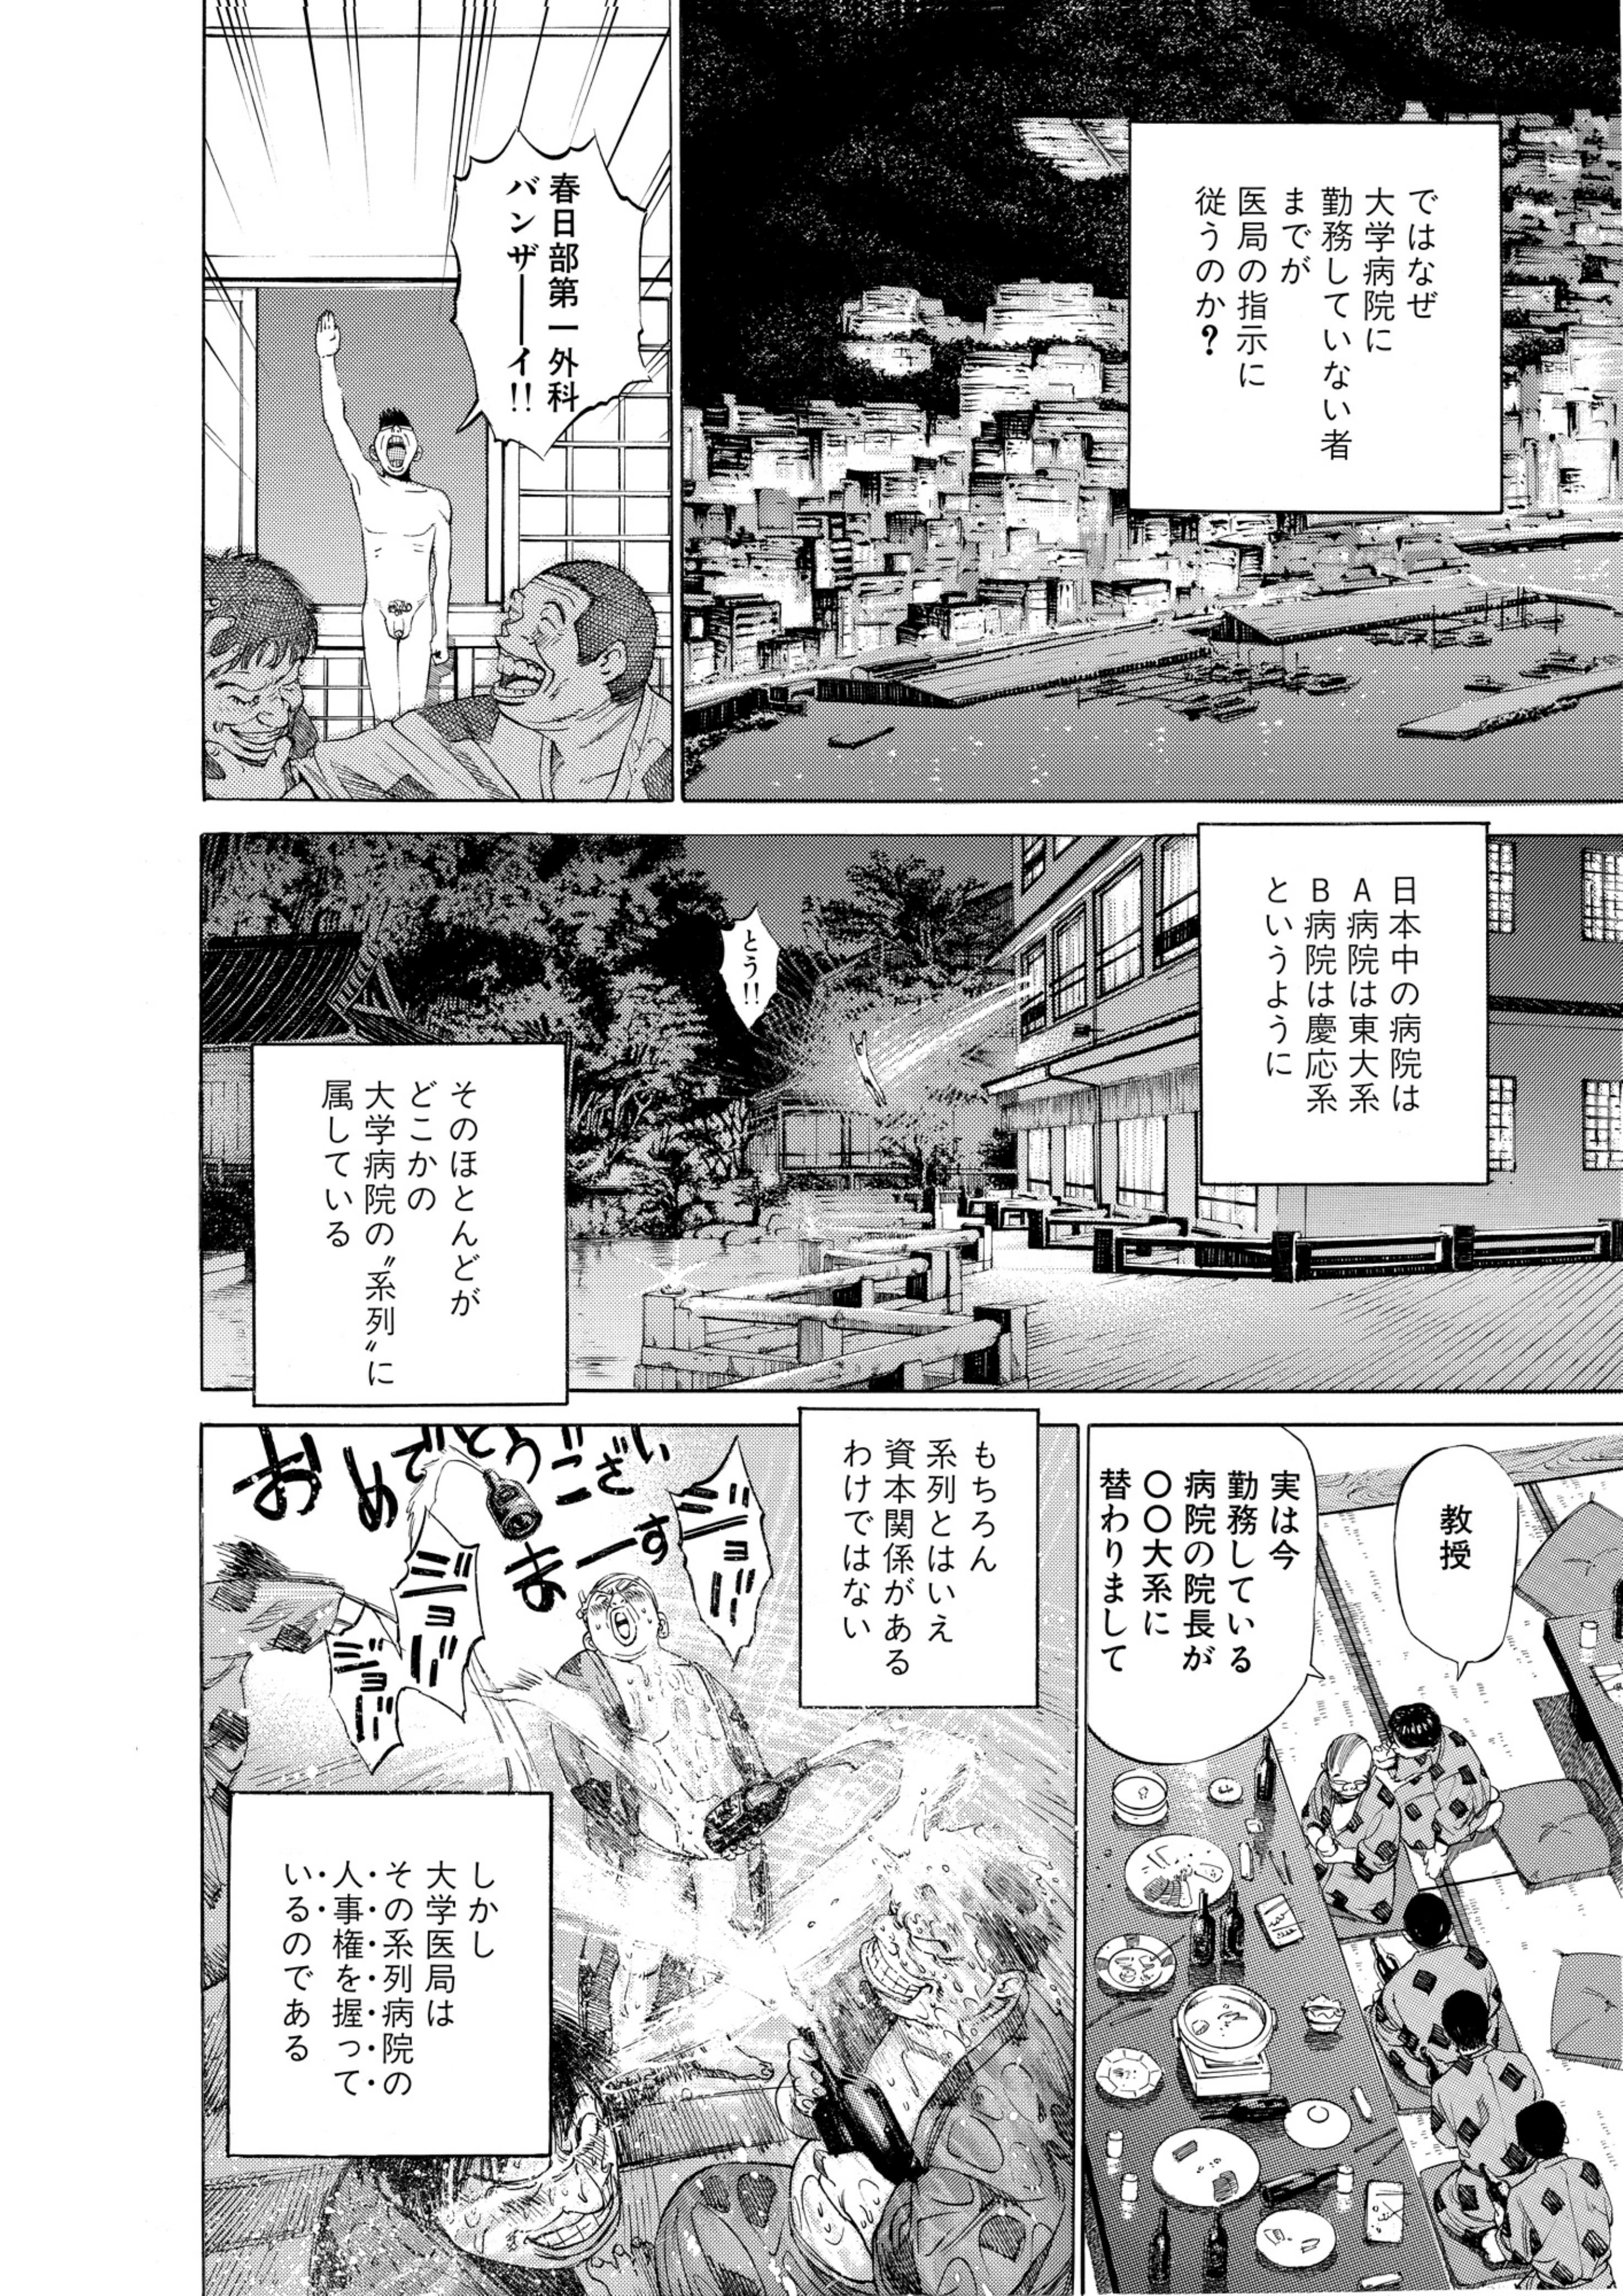 ではなぜ
大学病院に
勤務していない者
までが
医局の指示に
従うのか？
春日部第一外科
バンザーーイ!!
日本中の病院は
A病院は東大系
B病院は慶応系
というように
とう!!
そのほとんどが
どこかの
大学病院の〝系列〟に
属している
教授
実は今
勤務している
病院の院長が
〇〇大系に
替わりまして
もちろん
系列とはいえ
資本関係がある
わけではない
おめでとうござい
まーす
ジョバ
ジョバ
ジョバ
しかし
大学医局は
その系列病院の
人事権を握って
いるのである